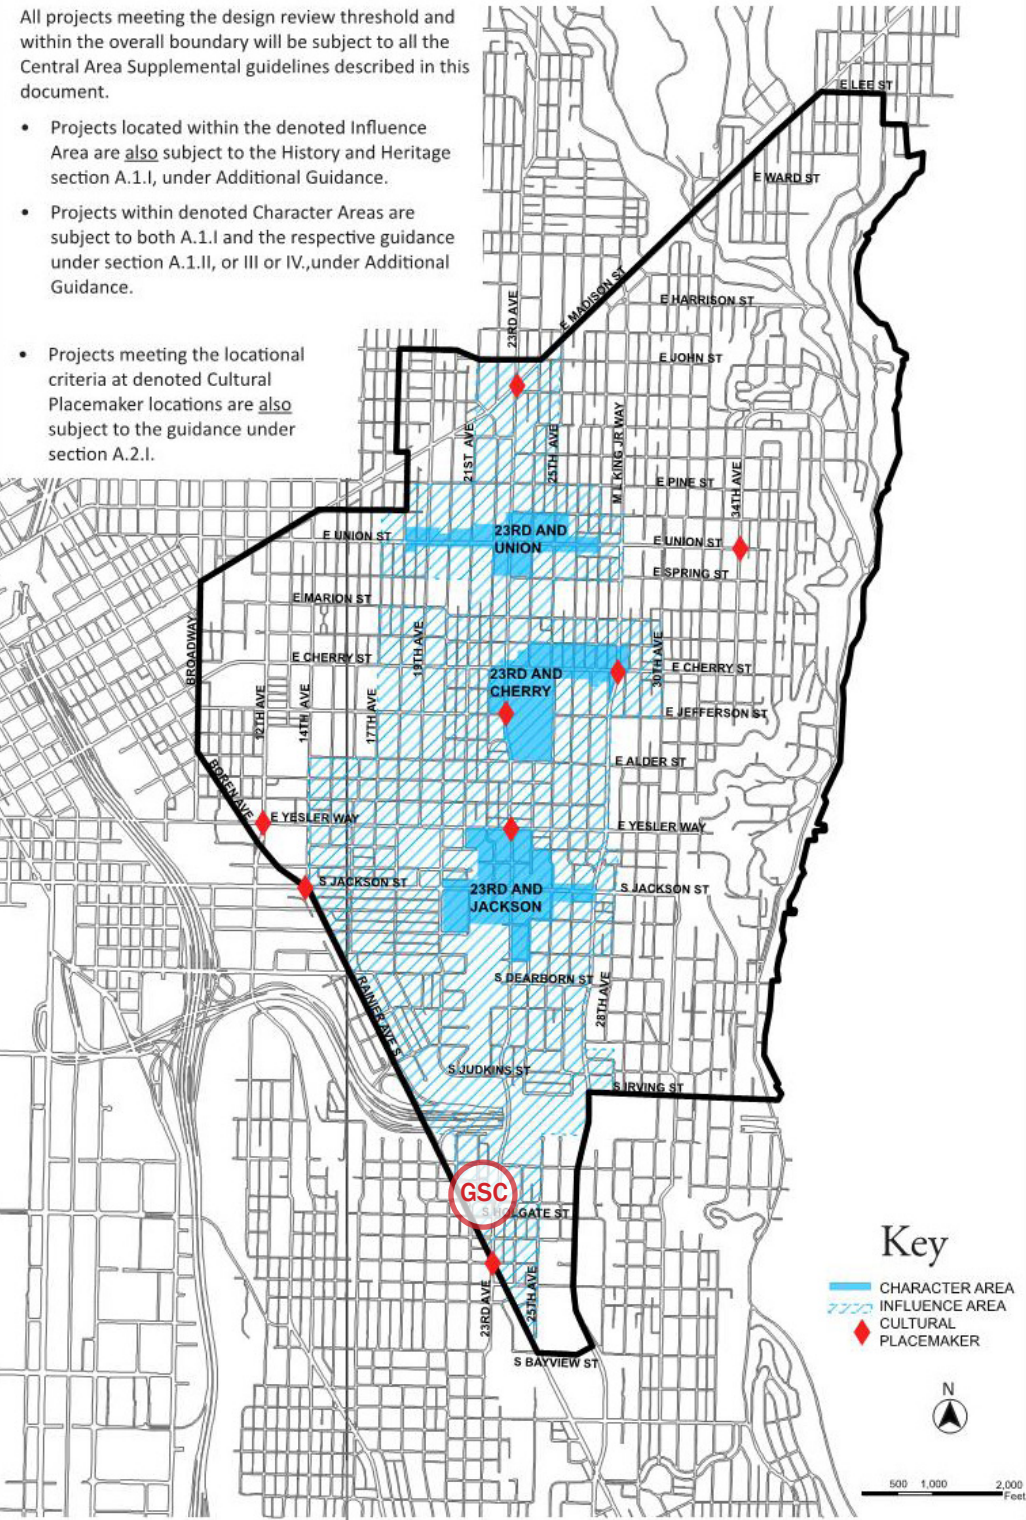 All projects meeting the design review threshold and
within the overall boundary will be subject to all the
Central Area Supplemental guidelines described in this
document.
• Projects located within the denoted Influence
Area are also subject to the History and Heritage
section A.1.I, under Additional Guidance.
• Projects within denoted Character Areas are
subject to both A.1.I and the respective guidance
under section A.1.II, or III or IV.,under Additional
Guidance.
• Projects meeting the locational
criteria at denoted Cultural
Placemaker locations are also
subject to the guidance under
section A.2.I.
E LEE ST
E WARD ST
E MADISON ST
23RD AVE
E HARRISON ST
E JOHN ST
21ST AVE
25TH AVE
M L KING JR WAY
E PINE ST
34TH AVE
E UNION ST
23RD AND
UNION
E UNION ST
E SPRING ST
E MARION ST
BROADWAY
19TH AVE
30TH AVE
E CHERRY ST
23RD AND
CHERRY
E CHERRY ST
12TH AVE
14TH AVE
17TH AVE
E JEFFERSON ST
E ALDER ST
BOREN AVE
E YESLER WAY
E YESLER WAY
S JACKSON ST
23RD AND
JACKSON
S JACKSON ST
S DEARBORN ST
28TH AVE
RAINIER AVE S
S JUDKINS ST
S IRVING ST
GSC
S HOLGATE ST
23RD AVE
25TH AVE
S BAYVIEW ST
Key
CHARACTER AREA
INFLUENCE AREA
CULTURAL
PLACEMAKER
N
500 1,000 2,000
Feet